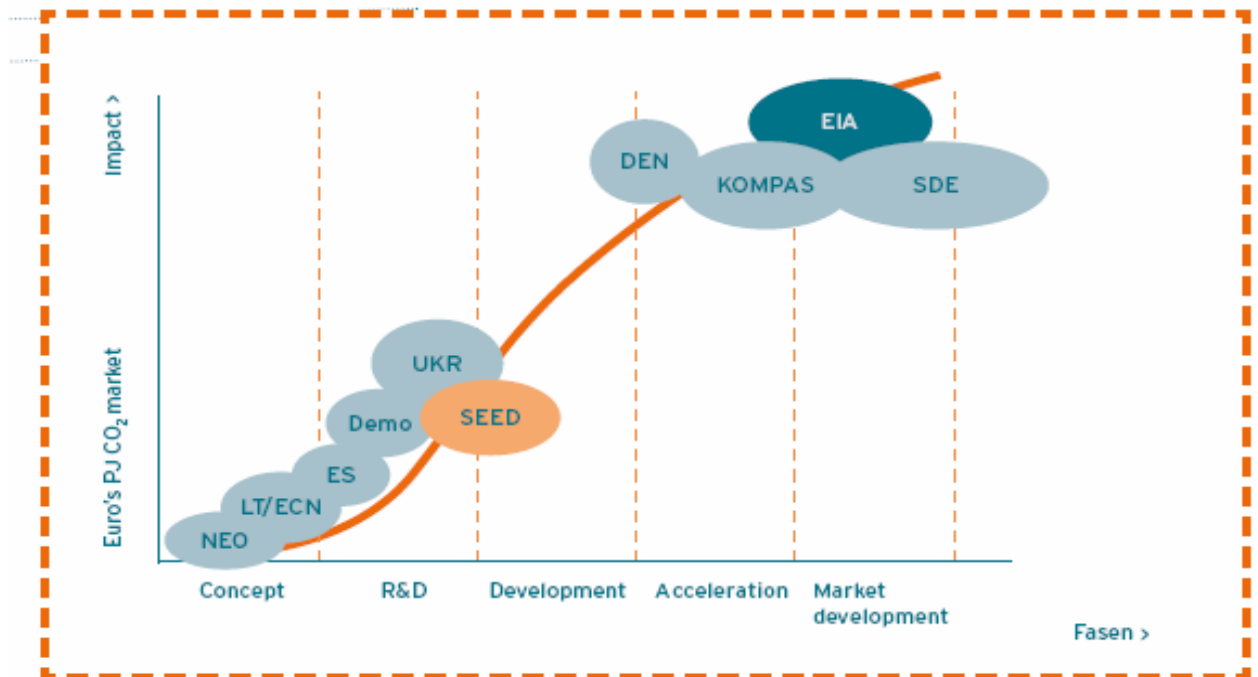 Impact >
Euro's PJ CO₂ market
EIA
DEN
KOMPAS
SDE
UKR
Demo
SEED
ES
LT/ECN
NEO
Concept
R&D
Development
Acceleration
Market
development
Fasen >